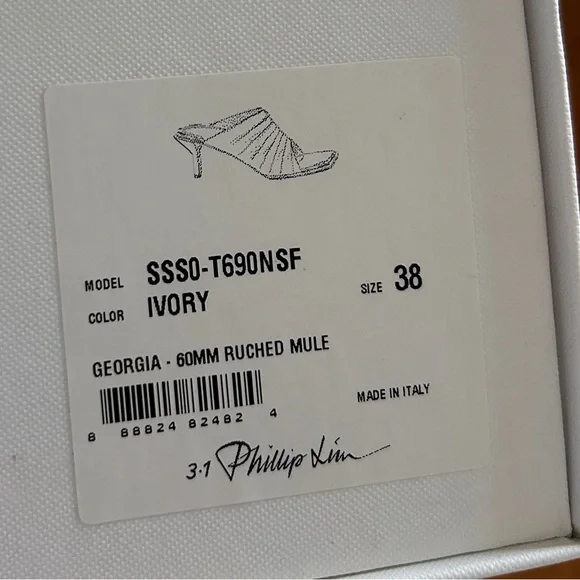 MODEL SSS0-T690NSF
COLOR IVORY
SIZE 38
GEORGIA - 60MM RUCHED MULE
8 88824 82482 4
MADE IN ITALY
3·1 Phillip Lim